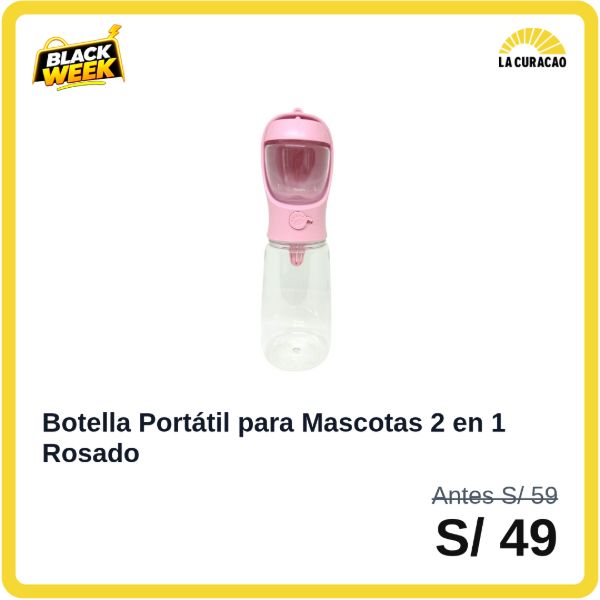 BLACK
WEEK
LA CURACAO
Botella Portátil para Mascotas 2 en 1
Rosado
Antes S/ 59
S/ 49